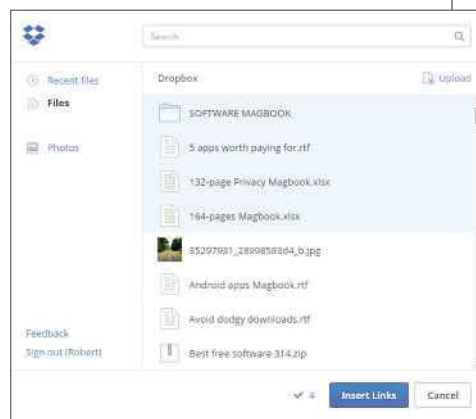 Search
Recent files
Files
Photos
Feedback
Sign out (Robert)
Dropbox
Upload
SOFTWARE MAGBOOK
5 apps worth paying for.rtf
132-page Privacy Magbook.xlsx
164-pages Magbook.xlsx
Android apps Magbook.rtf
Avoid dodgy downloads.rtf
Best free software 314.zip
4
Insert Links
Cancel